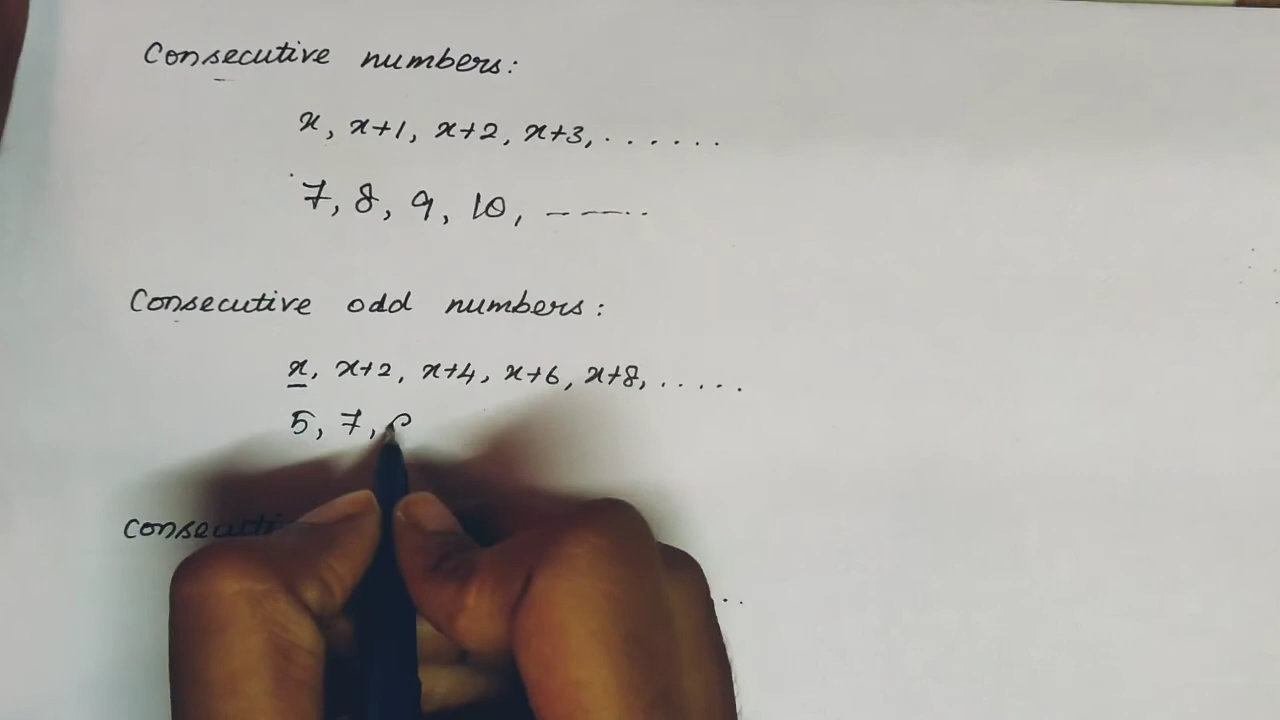 Consecutive numbers:
x, x+1, x+2, x+3, . . . . . .
7, 8, 9, 10, - - - - . .
Consecutive odd numbers:
x, x+2, x+4, x+6, x+8, . . . . .
5, 7,